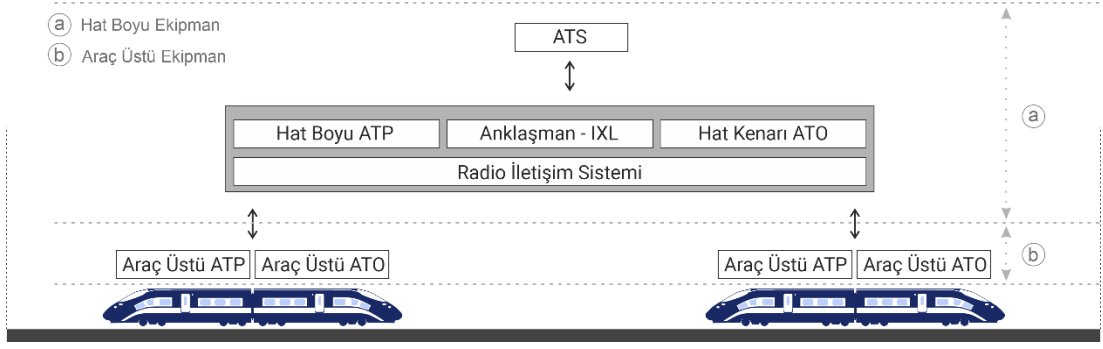 a Hat Boyu Ekipman
b Araç Üstü Ekipman
ATS
a
Hat Boyu ATP Anklaşman - IXL Hat Kenarı ATO
Radio İletişim Sistemi
b
Araç Üstü ATP Araç Üstü ATO Araç Üstü ATP Araç Üstü ATO